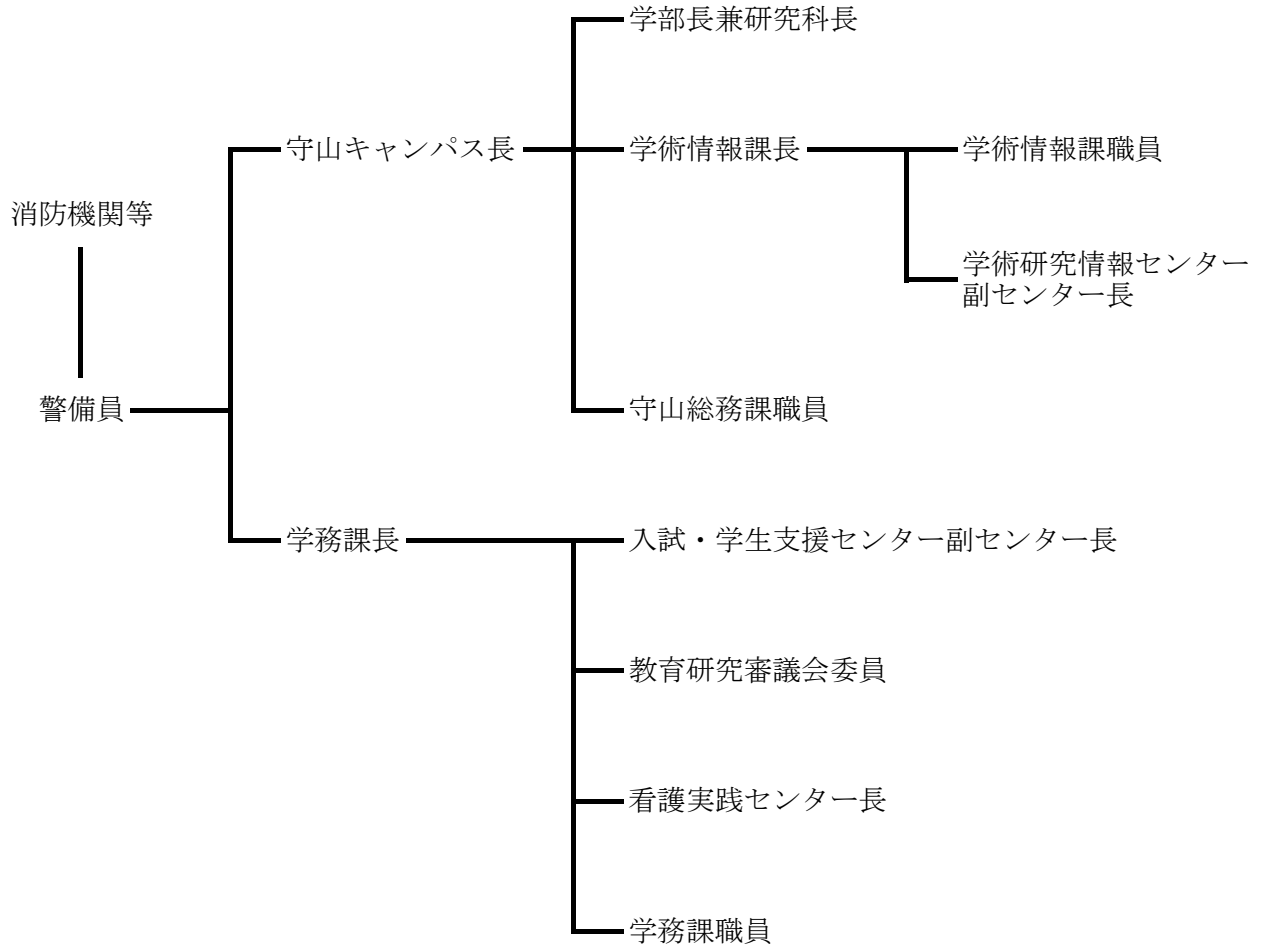 学部長兼研究科長
守山キャンパス長
学術情報課長
学術情報課職員
消防機関等
学術研究情報センター
副センター長
警備員
守山総務課職員
学務課長
入試・学生支援センター副センター長
教育研究審議会委員
看護実践センター長
学務課職員